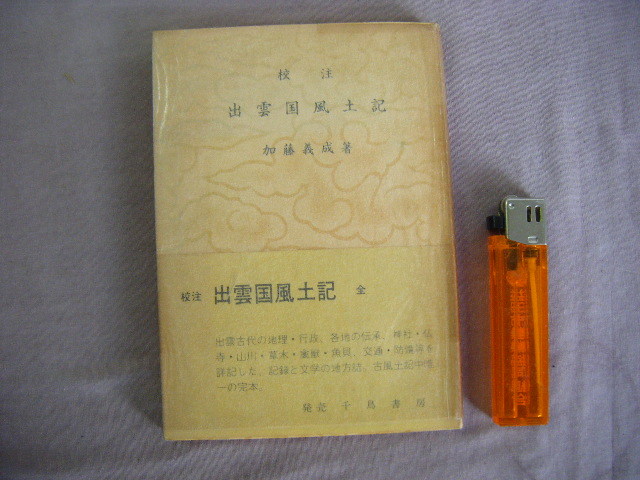 校注
出雲国風土記
加藤義成著
校注 出雲国風土記 全
出雲古代の地理・行政、各地の伝承、神社・仏
寺・山川・草木・禽獣・魚貝、交通・防備等を
詳記した、記録と文学の地方誌、古風土記中唯
一の完本。
発売 千鳥書房